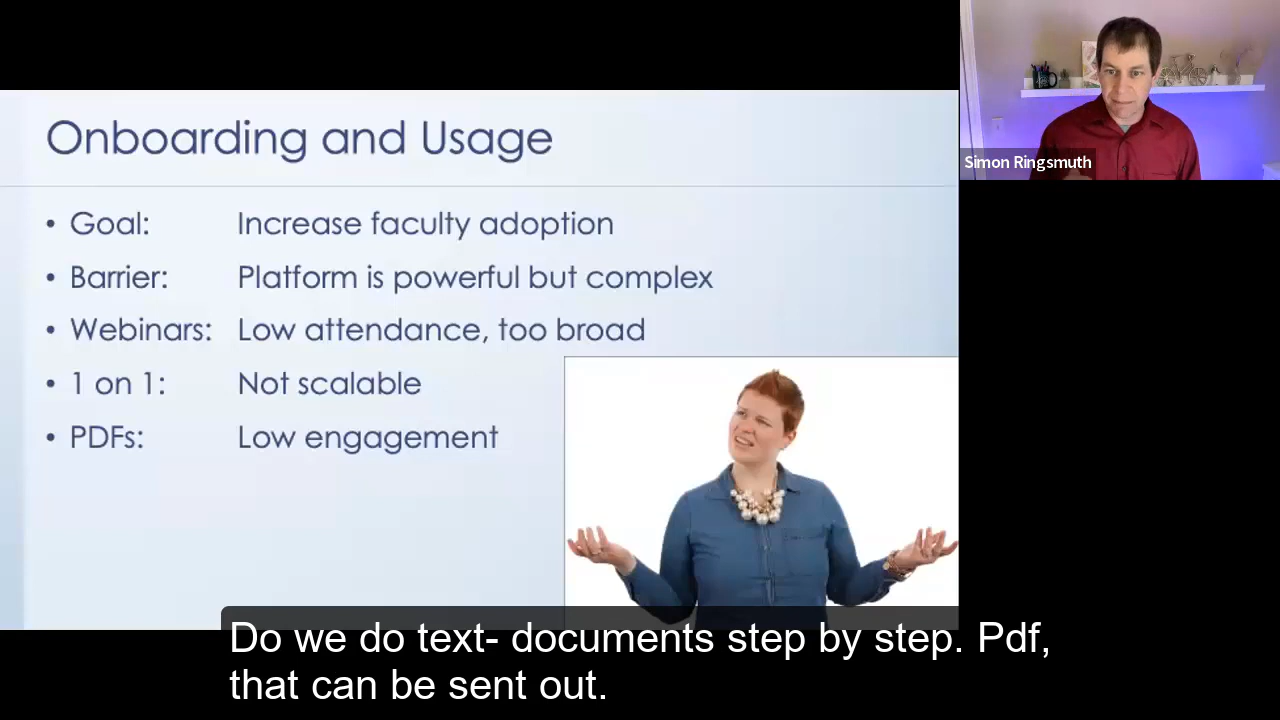 Onboarding and Usage
• Goal: Increase faculty adoption
• Barrier: Platform is powerful but complex
• Webinars: Low attendance, too broad
• 1 on 1: Not scalable
• PDFs: Low engagement
Simon Ringsmuth
Do we do text- documents step by step. Pdf,
that can be sent out.